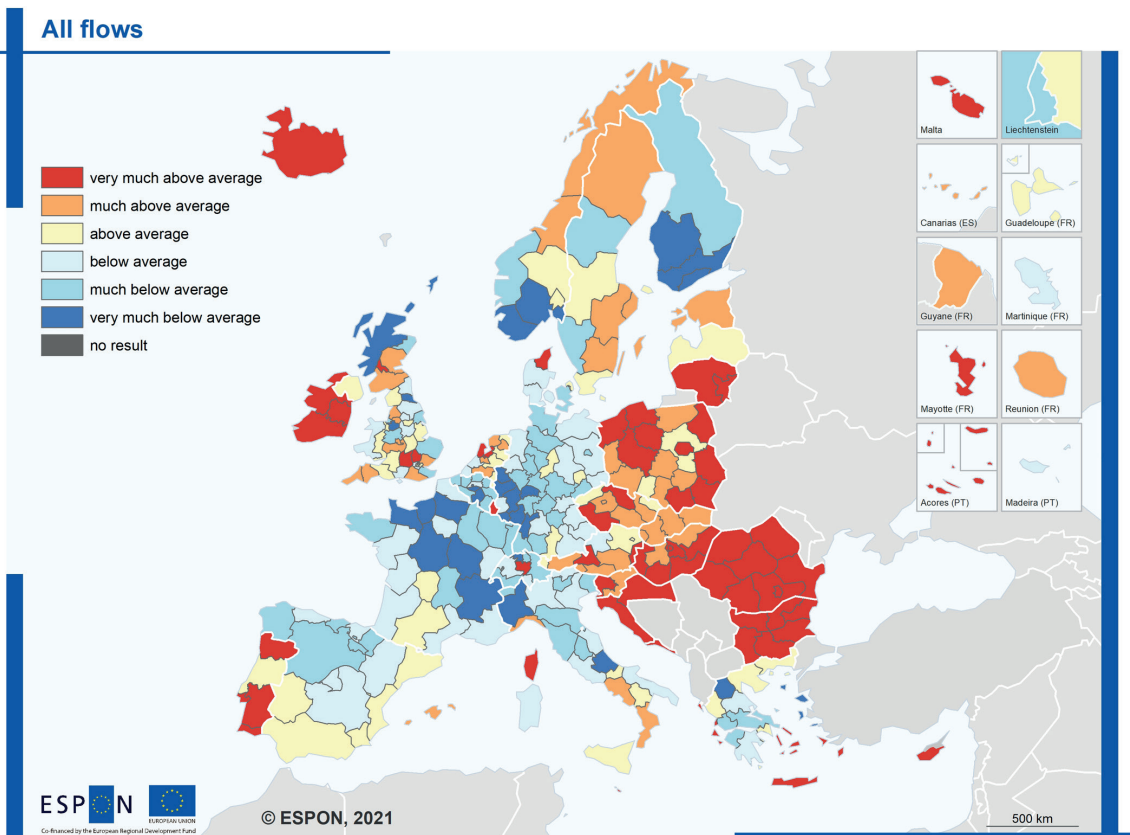 All flows
very much above average
much above average
above average
below average
much below average
very much below average
no result
Malta
Liechtenstein
Canarias (ES)
Guadeloupe (FR)
Guyane (FR)
Martinique (FR)
Mayotte (FR)
Reunion (FR)
Acores (PT)
Madeira (PT)
ESPON
EUROPEAN UNION
Co-financed by the European Regional Development Fund
© ESPON, 2021
500 km